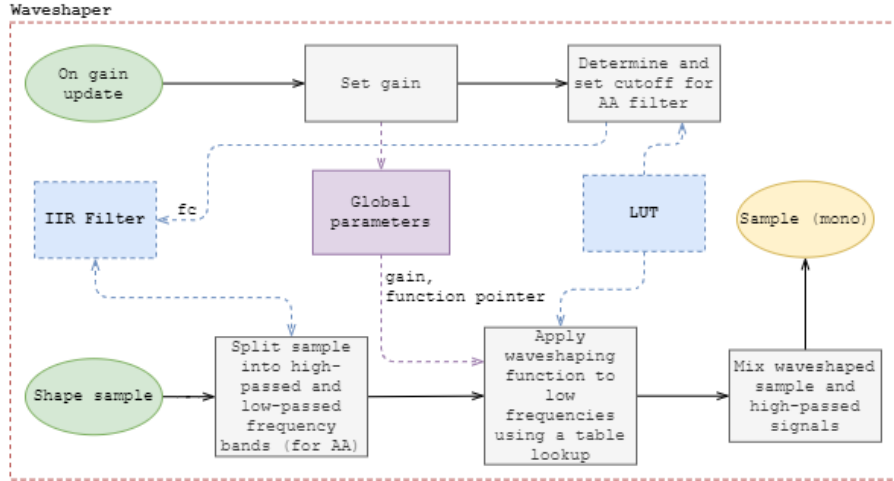 Waveshaper
On gain
update
Set gain
Determine and
set cutoff for
AA filter
IIR Filter
fc
Global
parameters
LUT
Sample (mono)
gain,
function pointer
Shape sample
Split sample
into high-
passed and
low-passed
frequency
bands (for AA)
Apply
waveshaping
function to
low
frequencies
using a table
lookup
Mix waveshaped
sample and
high-passed
signals